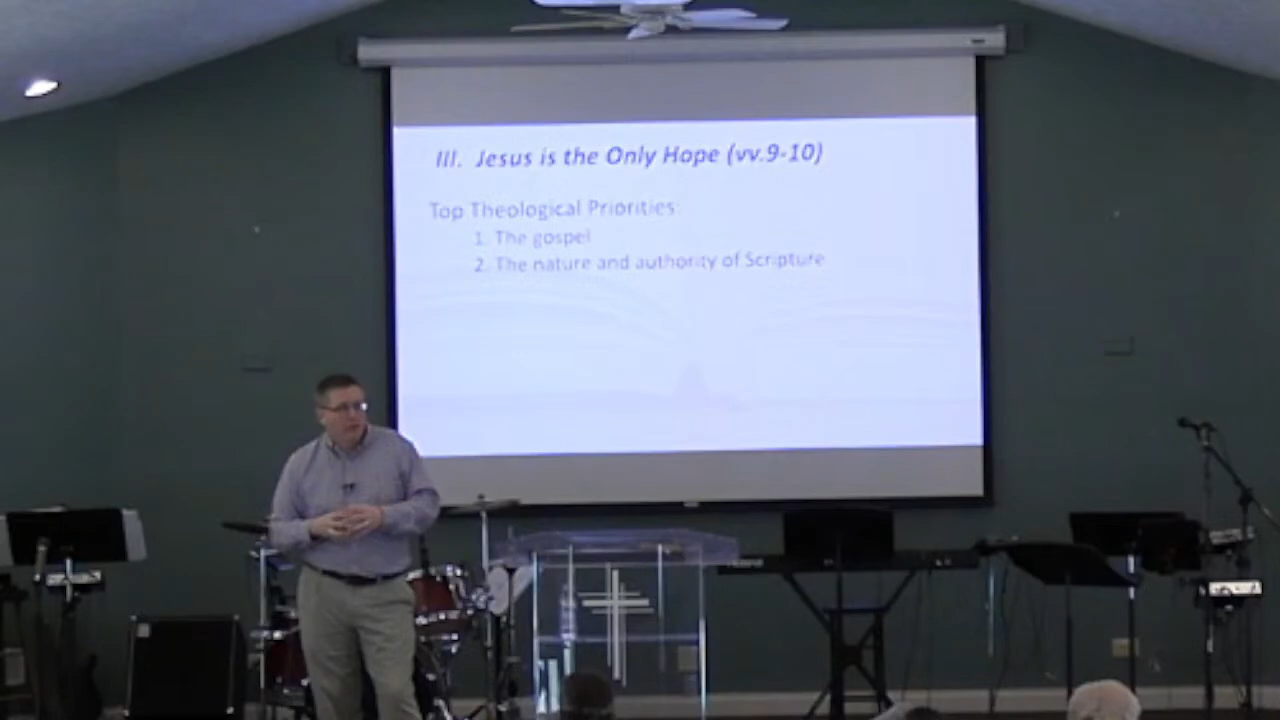 III. Jesus is the Only Hope (vv.9-10)
Top Theological Priorities:
1. The gospel
2. The nature and authority of Scripture